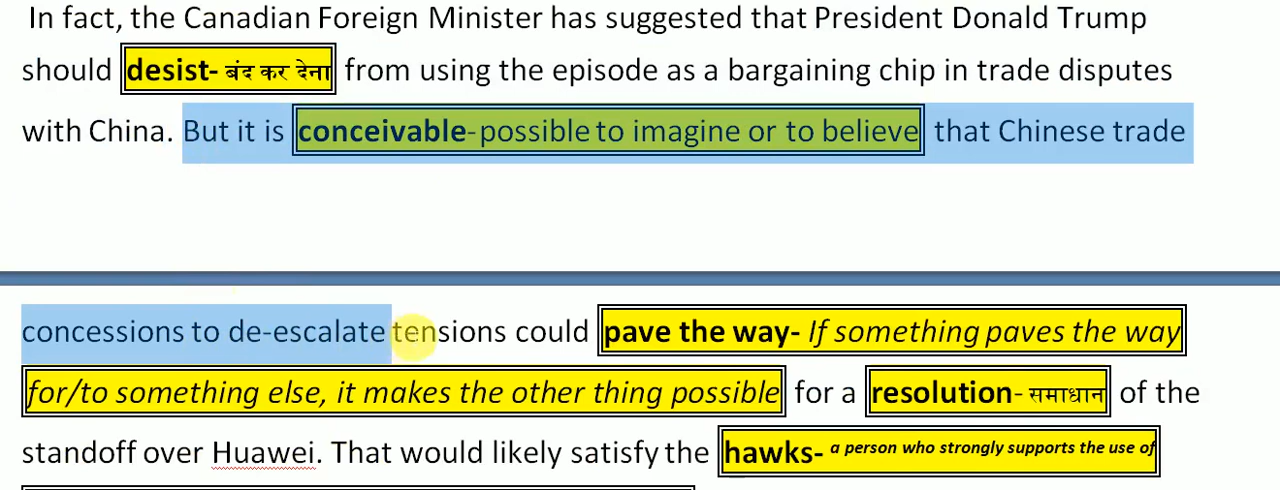 In fact, the Canadian Foreign Minister has suggested that President Donald Trump
should desist- बंद कर देना from using the episode as a bargaining chip in trade disputes
with China. But it is conceivable-possible to imagine or to believe that Chinese trade
concessions to de-escalate tensions could pave the way- If something paves the way
for/to something else, it makes the other thing possible for a resolution- समाधान of the
standoff over Huawei. That would likely satisfy the hawks- a person who strongly supports the use of